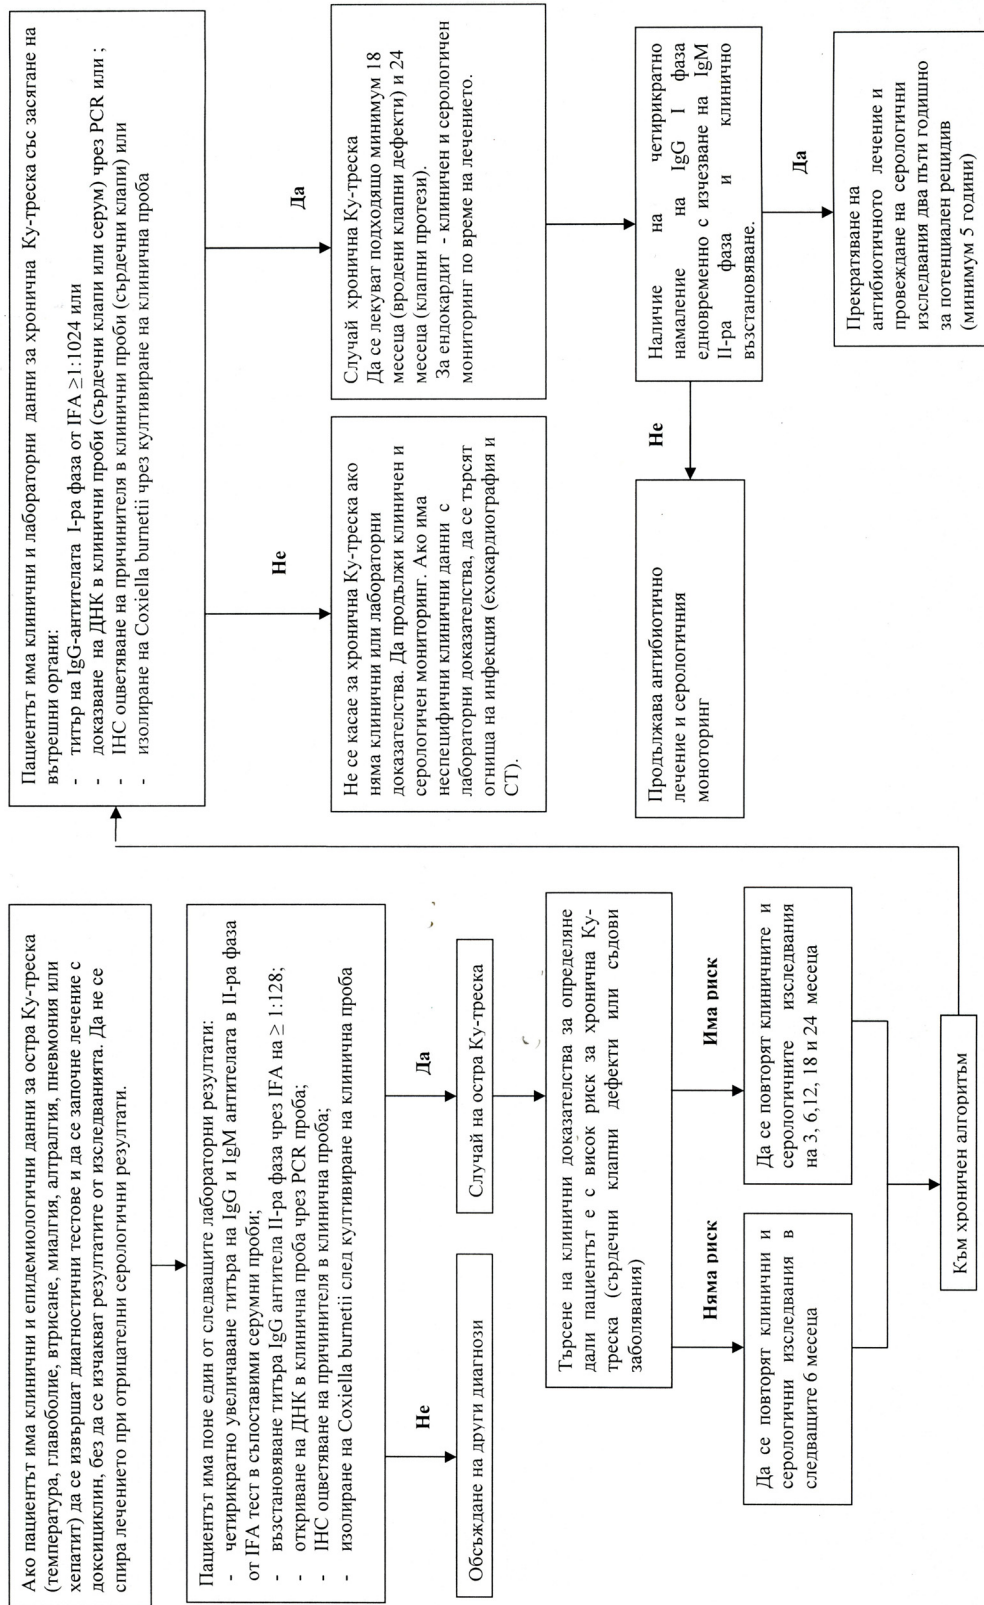 Ако пациентът има клинични и епидемиологични данни за остра Ку-треска
(температура, главоболие, втрисане, миалгия, алтралгия, пневмония или
хепатит) да се извършат диагностични тестове и да се започне лечение с
доксициклин, без да се изчакват резултатите от изследванията. Да не се
спира лечението при отрицателни серологични резултати.
Пациентът има поне един от следващите лабораторни резултати:
- четирикратно увеличаване титъра на IgG и IgM антителата в II-ра фаза
от IFA тест в съпоставими серумни проби;
- възстановяване титъра IgG антитела II-ра фаза чрез IFA на ≥ 1:128;
- откриване на ДНК в клинична проба чрез PCR проба;
- IHC оцветяване на причинителя в клинична проба;
- изолиране на Coxiella burnetii след култивиране на клинична проба
Не
Да
Обсъждане на други диагнози
Случай на остра Ку-треска
Търсене на клинични доказателства за определяне
дали пациентът е с висок риск за хронична Ку-
треска (сърдечни клапни дефекти или съдови
заболявания)
Няма риск
Има риск
Да се повторят клинични и
серологични изследвания в
следващите 6 месеца
Да се повторят клиничните и
серологичните изследвания
на 3, 6,12, 18 и 24 месеца
Към хроничен алгоритъм
Пациентът има клинични и лабораторни данни за хронична Ку-треска със засягане на
вътрешни органи:
- титър на IgG-антителата I-ра фаза от IFA ≥1:1024 или
- доказване на ДНК в клинични проби (сърдечни клапи или серум) чрез PCR или ;
- IHC оцветяване на причинителя в клинични проби (сърдечни клапи) или
- изолиране на Coxiella burnetii чрез култивиране на клинична проба
Не
Да
Не се касае за хронична Ку-треска ако
няма клинични или лабораторни
доказателства. Да продължи клиничен и
серологичен мониторинг. Ако има
неспецифични клинични данни с
лабораторни доказателства, да се търсят
огнища на инфекция (ехокардиография и
СТ).
Случай хронична Ку-треска
Да се лекуват подходящо минимум 18
месеца (вродени клапни дефекти) и 24
месеца (клапни протези).
За ендокардит - клиничен и серологичен
мониторинг по време на лечението.
Наличие на четирикратно
намаление на IgG I фаза
едновременно с изчезване на IgM
II-ра фаза и клинично
възстановяване.
Не
Да
Продължава антибиотично
лечение и серологичния
моноторинг
Прекратяване на
антибиотичното лечение и
провеждане на серологични
изследвания два пъти годишно
за потенциален рецидив
(минимум 5 години)